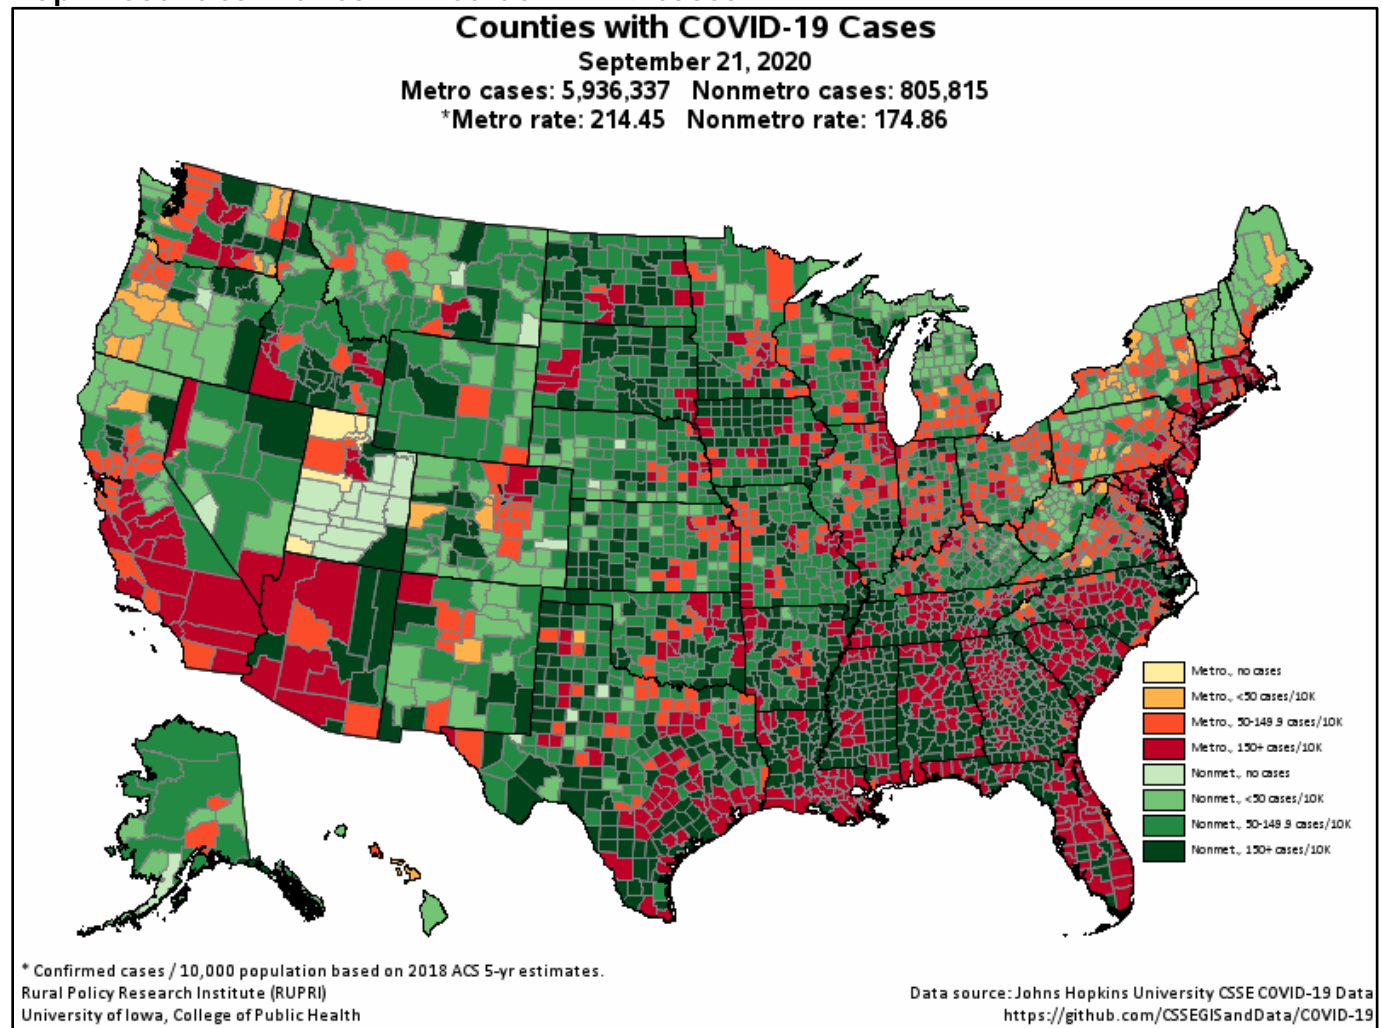 Counties with COVID-19 Cases
September 21, 2020
Metro cases: 5,936,337 Nonmetro cases: 805,815
*Metro rate: 214.45 Nonmetro rate: 174.86
Metro., no cases
Metro., <50 cases/10K
Metro., 50-149.9 cases/10K
Metro., 150+ cases/10K
Nonmet., no cases
Nonmet., <50 cases/10K
Nonmet., 50-149.9 cases/10K
Nonmet., 150+ cases/10K
* Confirmed cases / 10,000 population based on 2018 ACS 5-yr estimates.
Rural Policy Research Institute (RUPRI)
University of Iowa, College of Public Health
Data source: Johns Hopkins University CSSE COVID-19 Data
https://github.com/CSSEGISandData/COVID-19